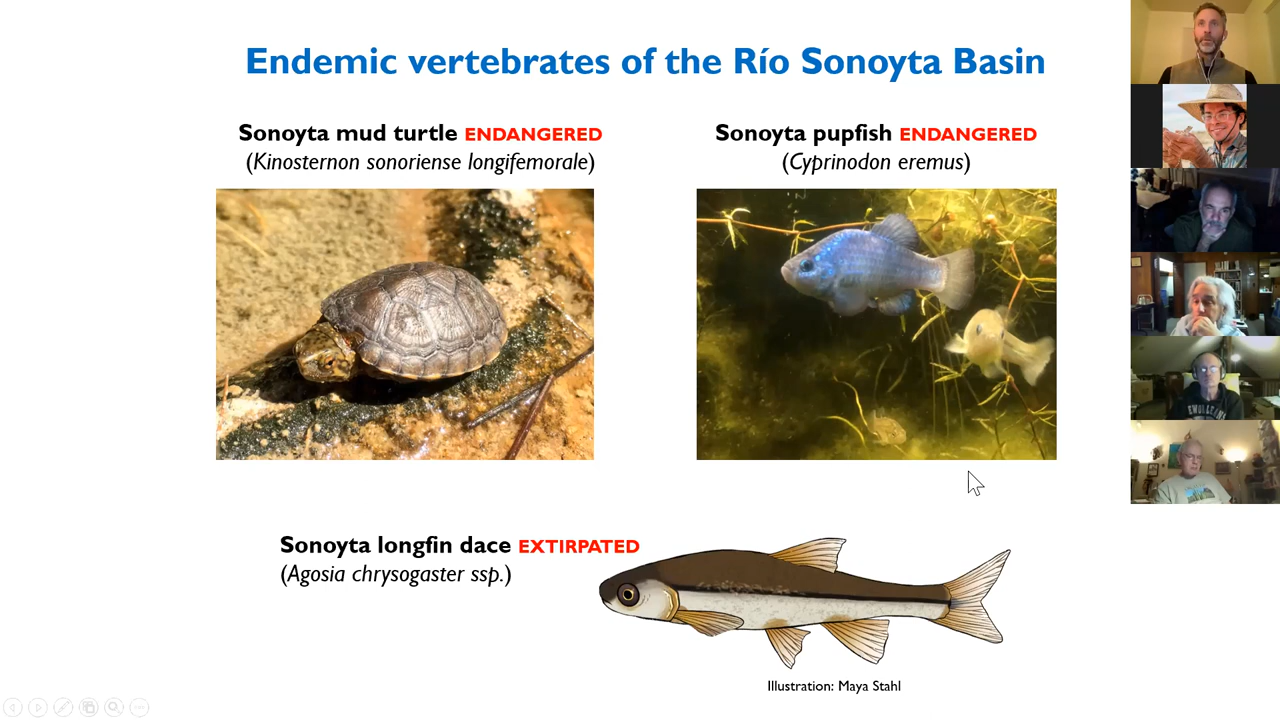 Endemic vertebrates of the Río Sonoyta Basin
Sonoyta mud turtle ENDANGERED
(Kinosternon sonoriense longifemorale)
Sonoyta pupfish ENDANGERED
(Cyprinodon eremus)
Sonoyta longfin dace EXTIRPATED
(Agosia chrysogaster ssp.)
Illustration: Maya Stahl